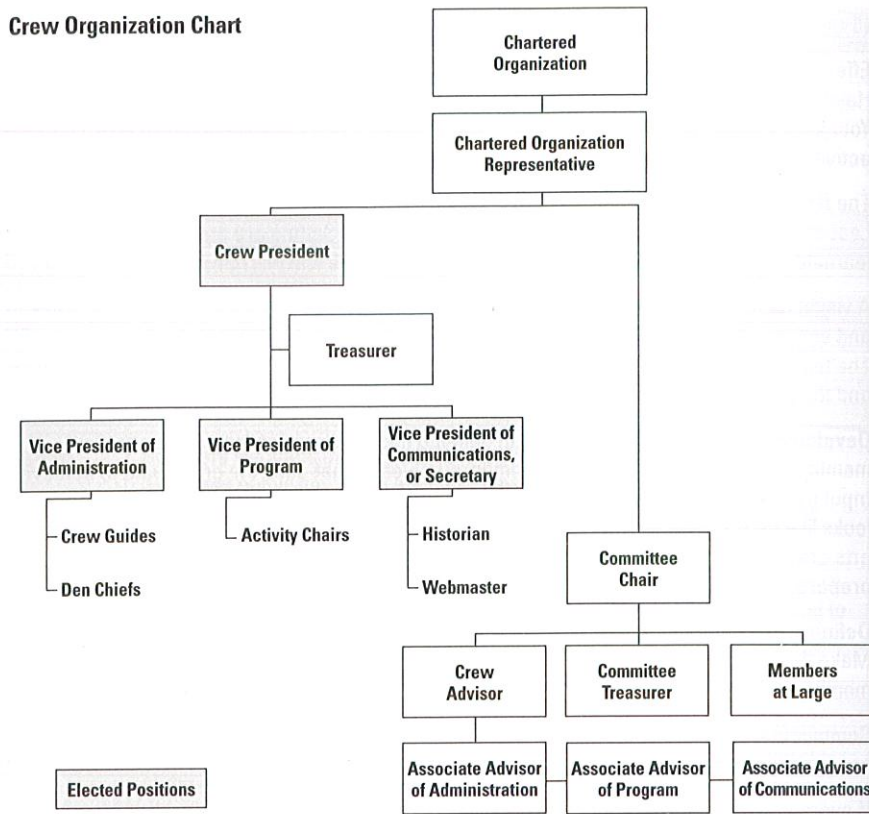 Crew Organization Chart
Chartered
Organization
Chartered Organization
Representative
Crew President
Treasurer
Vice President of
Administration
Vice President of
Program
Vice President of
Communications,
or Secretary
Crew Guides
Den Chiefs
Activity Chairs
Historian
Webmaster
Committee
Chair
Crew
Advisor
Committee
Treasurer
Members
at Large
Associate Advisor
of Administration
Associate Advisor
of Program
Associate Advisor
of Communications
Elected Positions